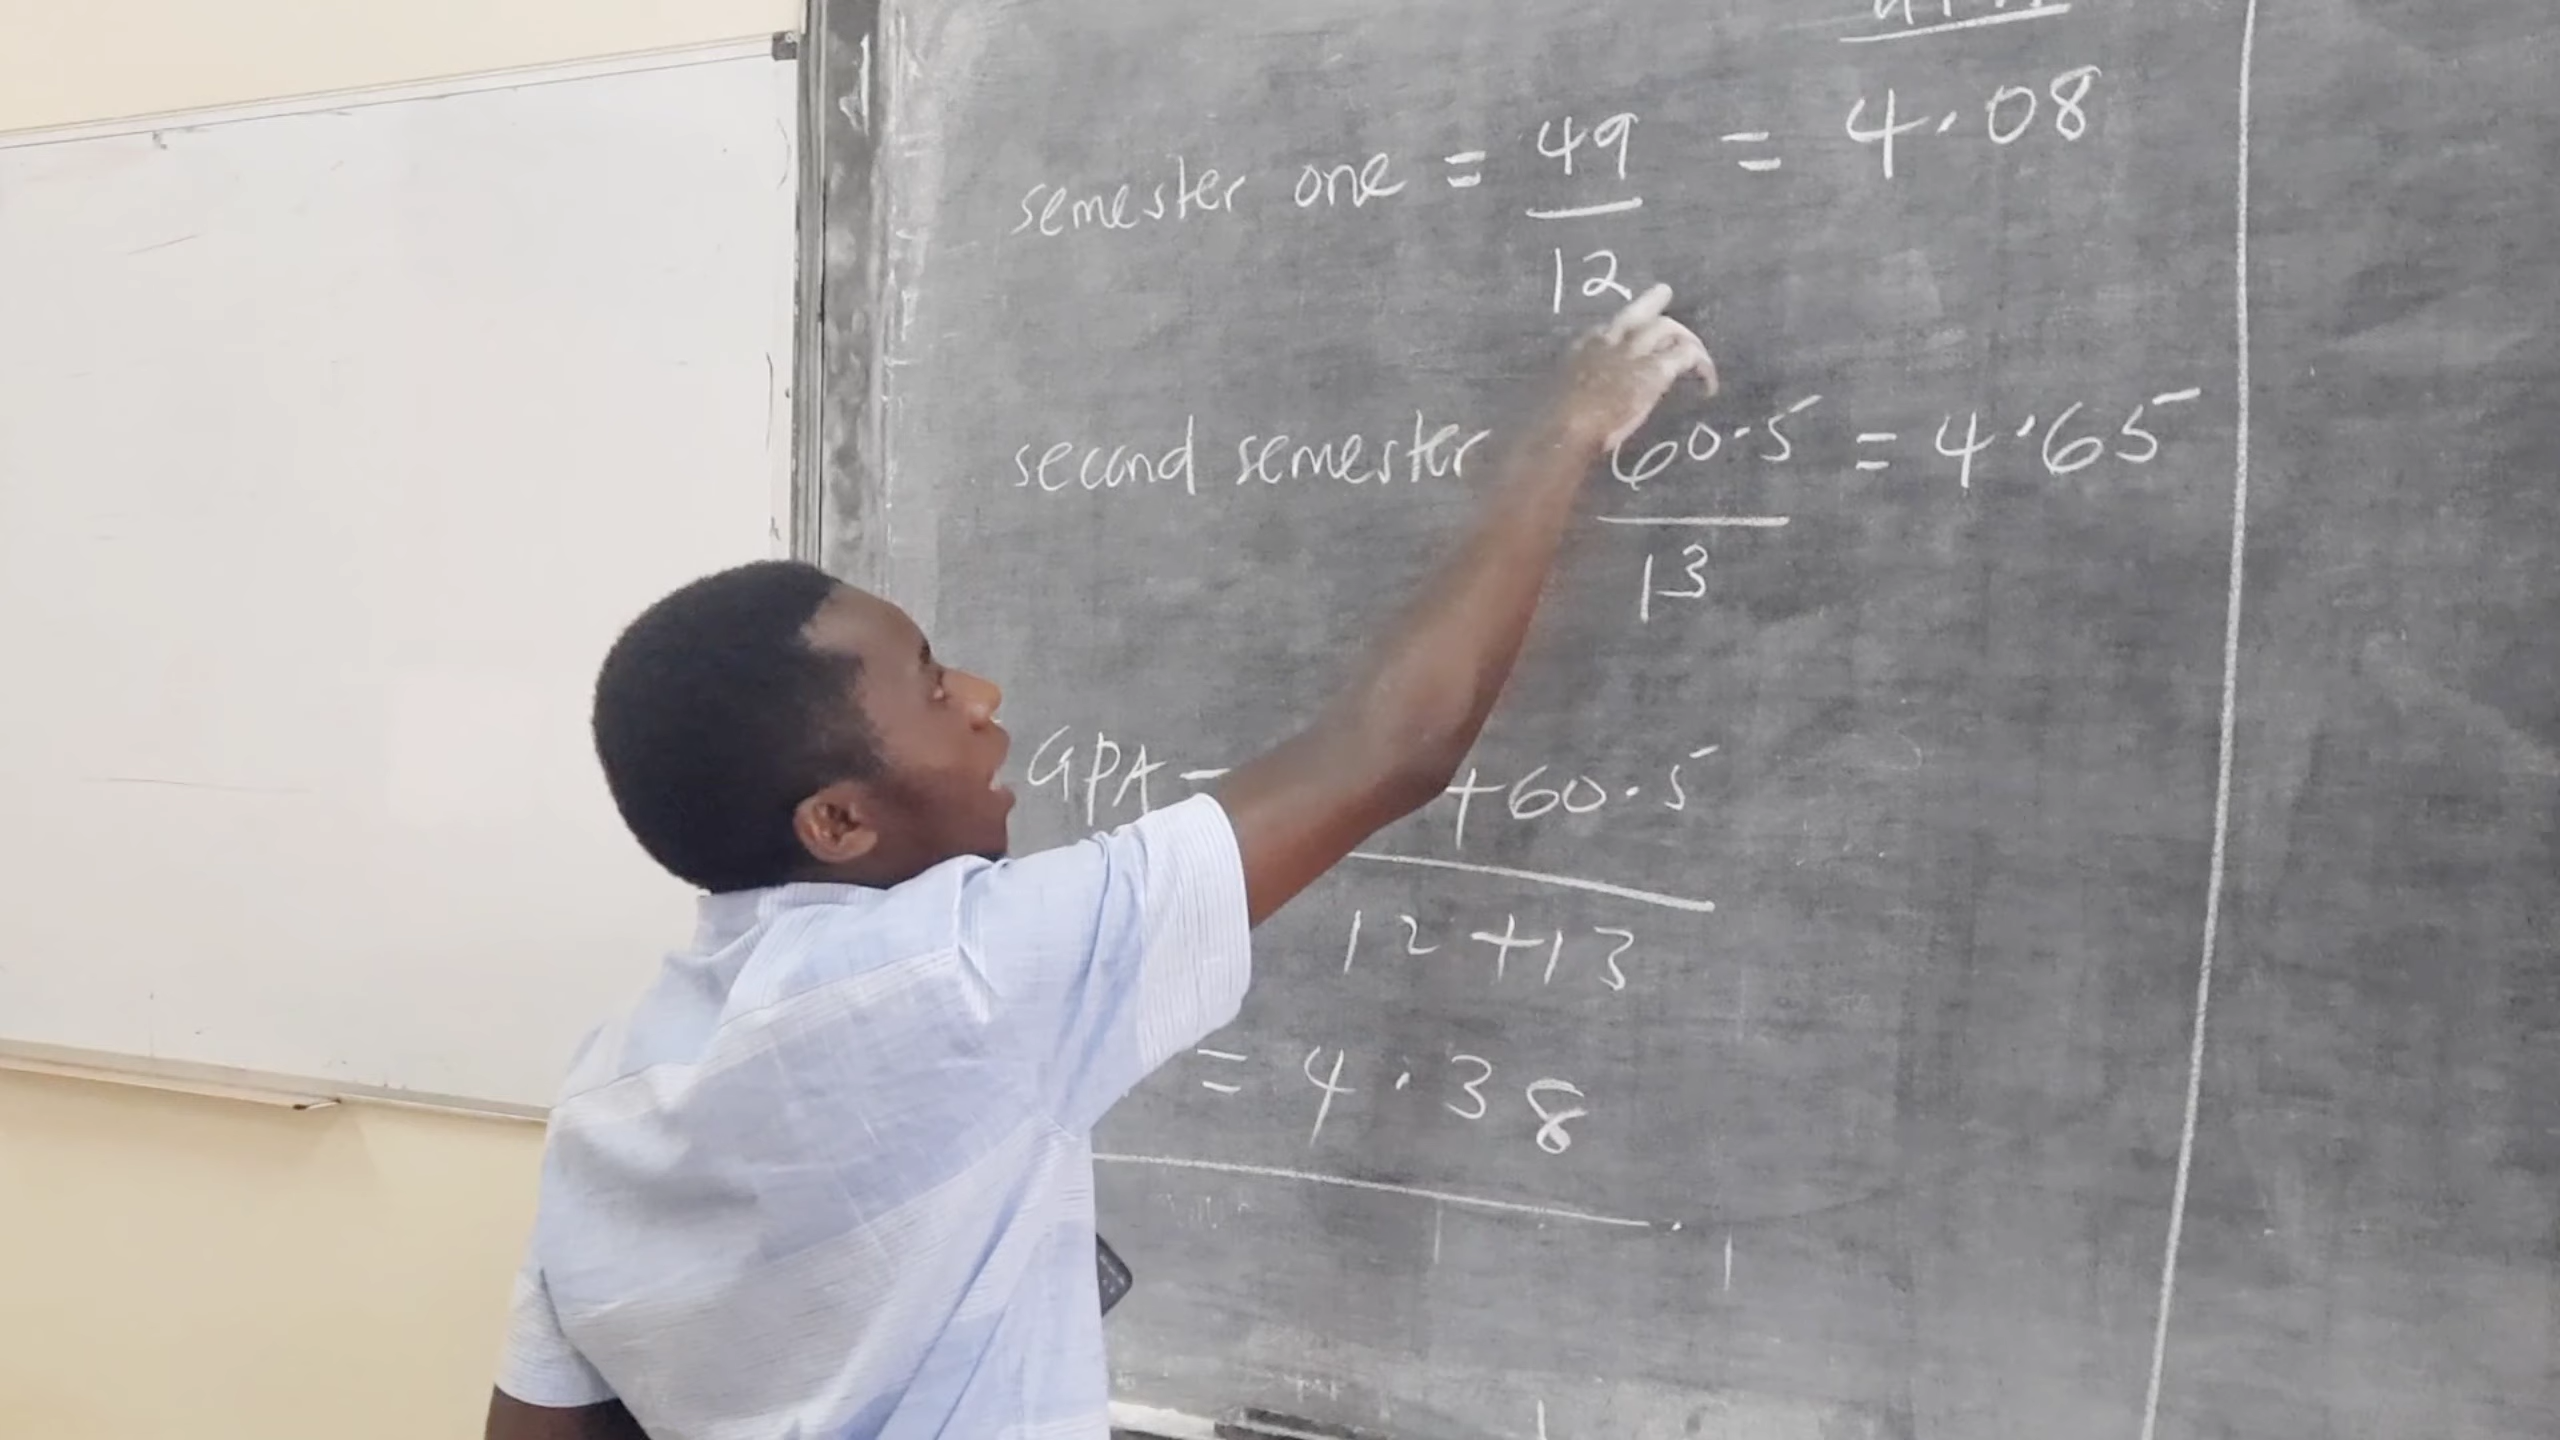 semester one = 49/12 = 4.08
second semester 60.5/13 = 4.65
GPA - +60.5
12+13
= 4.38